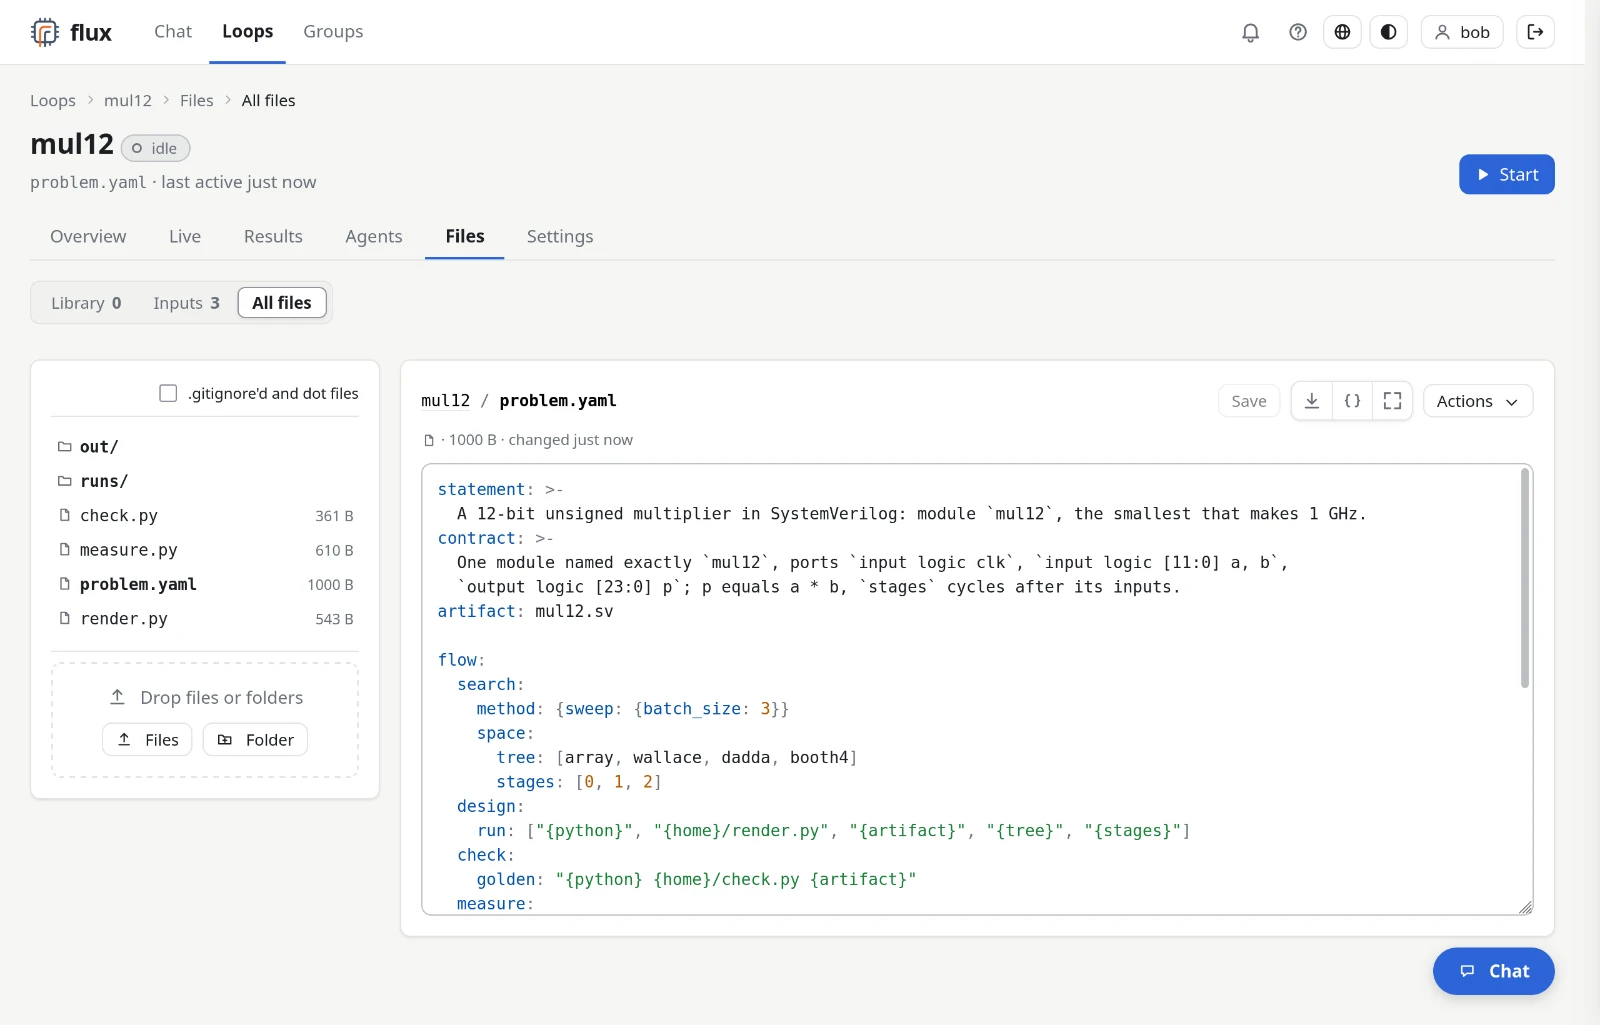 flux
Chat
Loops
Groups
bob
Loops > mul12 > Files > All files
mul12
idle
problem.yaml · last active just now
Start
Overview
Live
Results
Agents
Files
Settings
Library 0
Inputs 3
All files
.gitignore'd and dot files
out/
runs/
check.py 361 B
measure.py 610 B
problem.yaml 1000 B
render.py 543 B
Drop files or folders
Files
Folder
mul12 / problem.yaml
Save
Actions
· 1000 B · changed just now
statement: >-
  A 12-bit unsigned multiplier in SystemVerilog: module `mul12`, the smallest that makes 1 GHz.
contract: >-
  One module named exactly `mul12`, ports `input logic clk`, `input logic [11:0] a, b`,
  `output logic [23:0] p`; p equals a * b, `stages` cycles after its inputs.
artifact: mul12.sv
flow:
  search:
    method: {sweep: {batch_size: 3}}
    space:
      tree: [array, wallace, dadda, booth4]
      stages: [0, 1, 2]
  design:
    run: ["{python}", "{home}/render.py", "{artifact}", "{tree}", "{stages}"]
  check:
    golden: "{python} {home}/check.py {artifact}"
  measure:
Chat